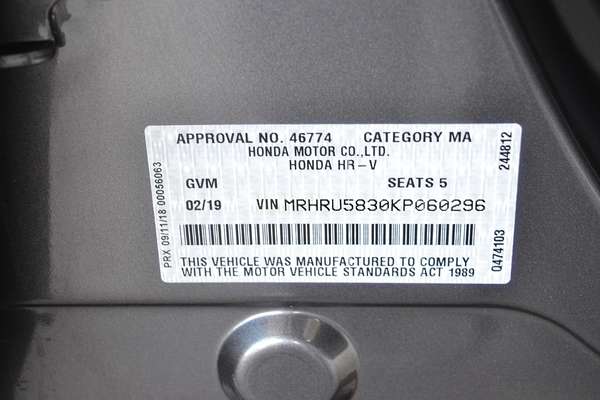 APPROVAL NO. 46774 CATEGORY MA
HONDA MOTOR CO.,LTD.
HONDA HR-V
GVM SEATS 5
02/19 VIN MRHRU5830KP060296
THIS VEHICLE WAS MANUFACTURED TO COMPLY
WITH THE MOTOR VEHICLE STANDARDS ACT 1989
PRX 09/11/18 00056063
244812
Q474103